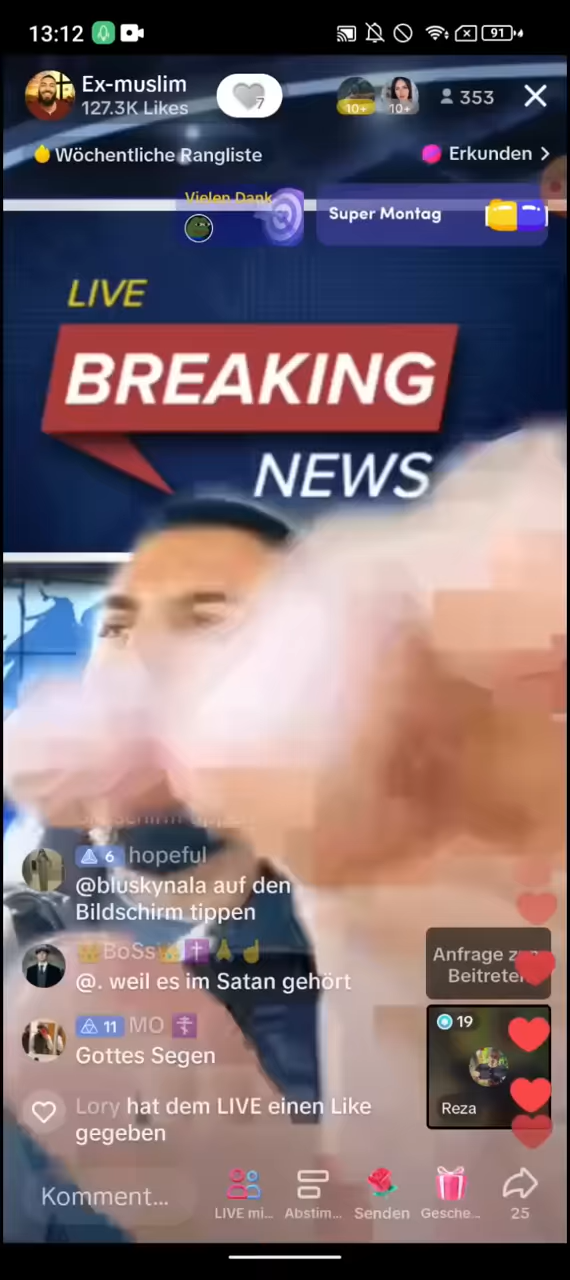 13:12
91
Ex-muslim
127.3K Likes
7
10+
10+
353
Wöchentliche Rangliste
Erkunden
Vielen Dank
Super Montag
LIVE
BREAKING
NEWS
6 hopeful
@bluskynala auf den
Bildschirm tippen
BoSs
@. weil es im Satan gehört
11 MO
Gottes Segen
Lory hat dem LIVE einen Like
gegeben
Anfrage
Beitrete
19
Reza
Komment...
LIVE mi...
Abstim...
Senden
Gesche...
25